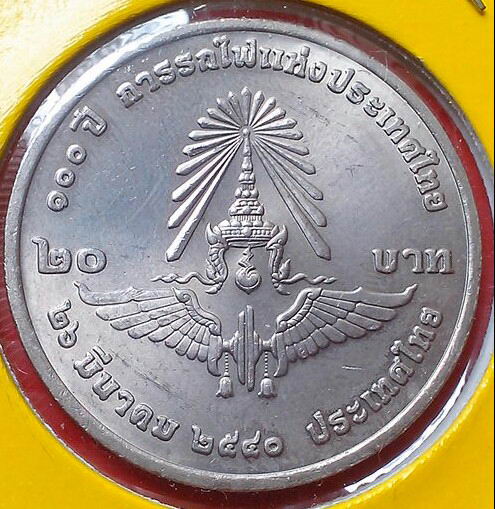 ๑๐๐ ปี การรถไฟแห่งประเทศไทย
๒๐ บาท
๒๖ มีนาคม ๒๕๔๐ ประเทศไทย